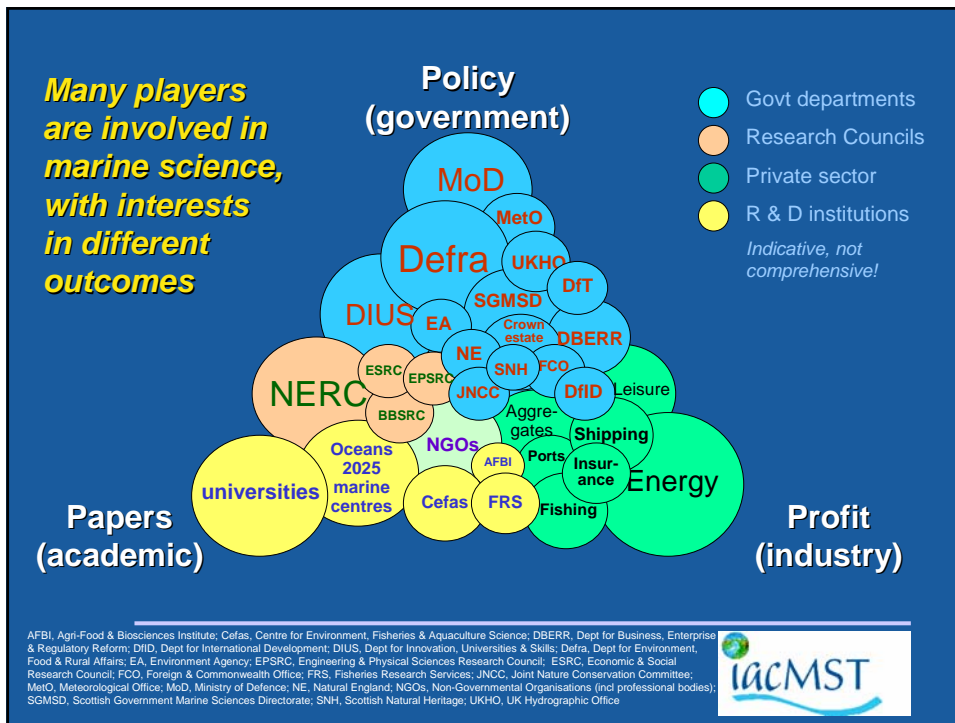 Many players
are involved in
marine science,
with interests
in different
outcomes
Policy
(government)
Govt departments
Research Councils
Private sector
R & D institutions
Indicative, not
comprehensive!
MoD
MetO
Defra
UKHO
DfT
DIUS
SGMSD
EA
Crown
estate
DBERR
NE
SNH
FCO
ESRC
EPSRC
JNCC
DfID
Leisure
NERC
BBSRC
Aggre-
gates
Shipping
NGOs
Oceans
2025
marine
centres
AFBI
Ports
Insur-
ance
Energy
universities
Cefas
FRS
Fishing
Papers
(academic)
Profit
(industry)
AFBI, Agri-Food & Biosciences Institute; Cefas, Centre for Environment, Fisheries & Aquaculture Science; DBERR, Dept for Business, Enterprise
& Regulatory Reform; DfID, Dept for International Development; DIUS, Dept for Innovation, Universities & Skills; Defra, Dept for Environment,
Food & Rural Affairs; EA, Environment Agency; EPSRC, Engineering & Physical Sciences Research Council; ESRC, Economic & Social
Research Council; FCO, Foreign & Commonwealth Office; FRS, Fisheries Research Services; JNCC, Joint Nature Conservation Committee;
MetO, Meteorological Office; MoD, Ministry of Defence; NE, Natural England; NGOs, Non-Governmental Organisations (incl professional bodies);
SGMSD, Scottish Government Marine Sciences Directorate; SNH, Scottish Natural Heritage; UKHO, UK Hydrographic Office
iacMST